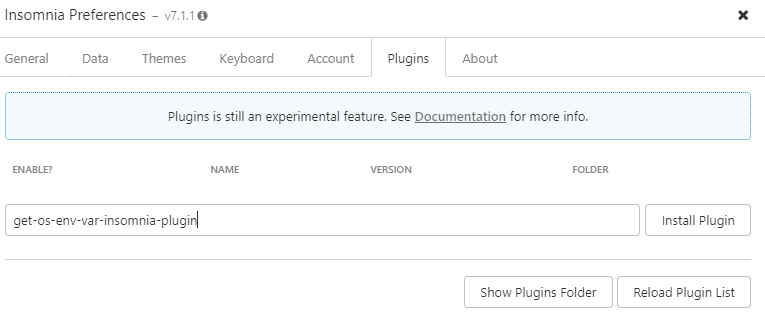 Insomnia Preferences – v7.1.1
General Data Themes Keyboard Account Plugins About
Plugins is still an experimental feature. See Documentation for more info.
ENABLE? NAME VERSION FOLDER
get-os-env-var-insomnia-plugin Install Plugin
Show Plugins Folder Reload Plugin List